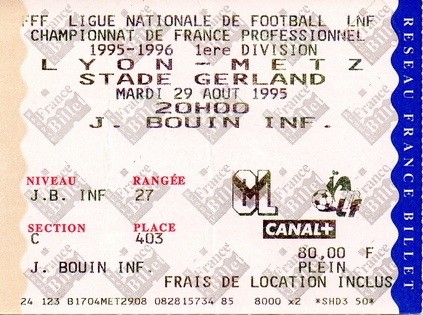 FFF LIGUE NATIONALE DE FOOTBALL LNF
CHAMPIONNAT DE FRANCE PROFESSIONNEL
1995-1996 1ere DIVISION
LYON-METZ
STADE GERLAND
MARDI 29 AOUT 1995
20H00
J. BOUIN INF.
NIVEAU RANGÉE
J.B. INF 27
SECTION PLACE
C 403
OL
CANAL+
80,00 F
J. BOUIN INF. PLEIN
FRAIS DE LOCATION INCLUS
24 123 B1704MET2908 082815734 85 8000 x2 *SHD3 50*
RESEAU FRANCE BILLET
France Billet